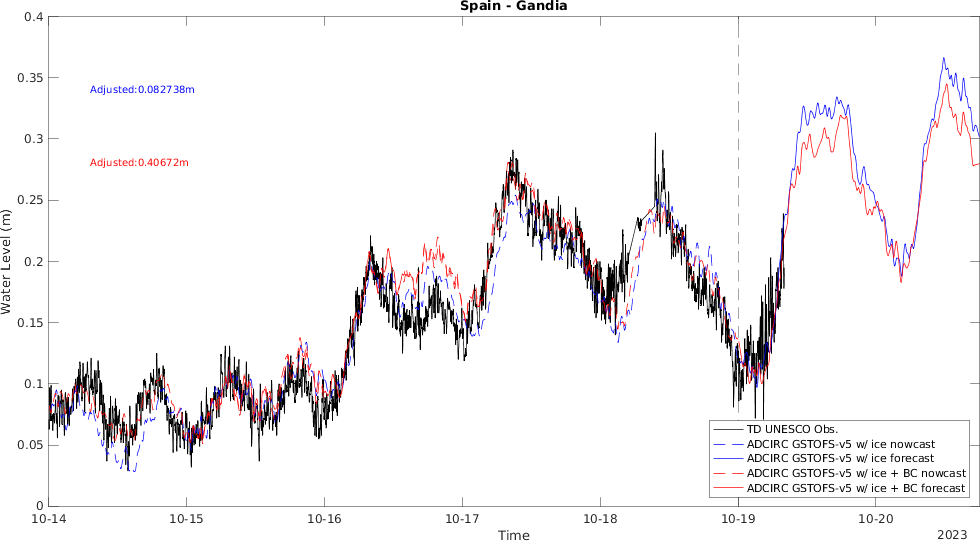 Spain - Gandia
0.4
0.35
0.3
0.25
0.2
0.15
0.1
0.05
0
Water Level (m)
Adjusted:0.082738m
Adjusted:0.40672m
TD UNESCO Obs.
ADCIRC GSTOFS-v5 w/ ice nowcast
ADCIRC GSTOFS-v5 w/ ice forecast
ADCIRC GSTOFS-v5 w/ ice + BC nowcast
ADCIRC GSTOFS-v5 w/ ice + BC forecast
10-14 10-15 10-16 10-17 10-18 10-19 10-20
Time
2023